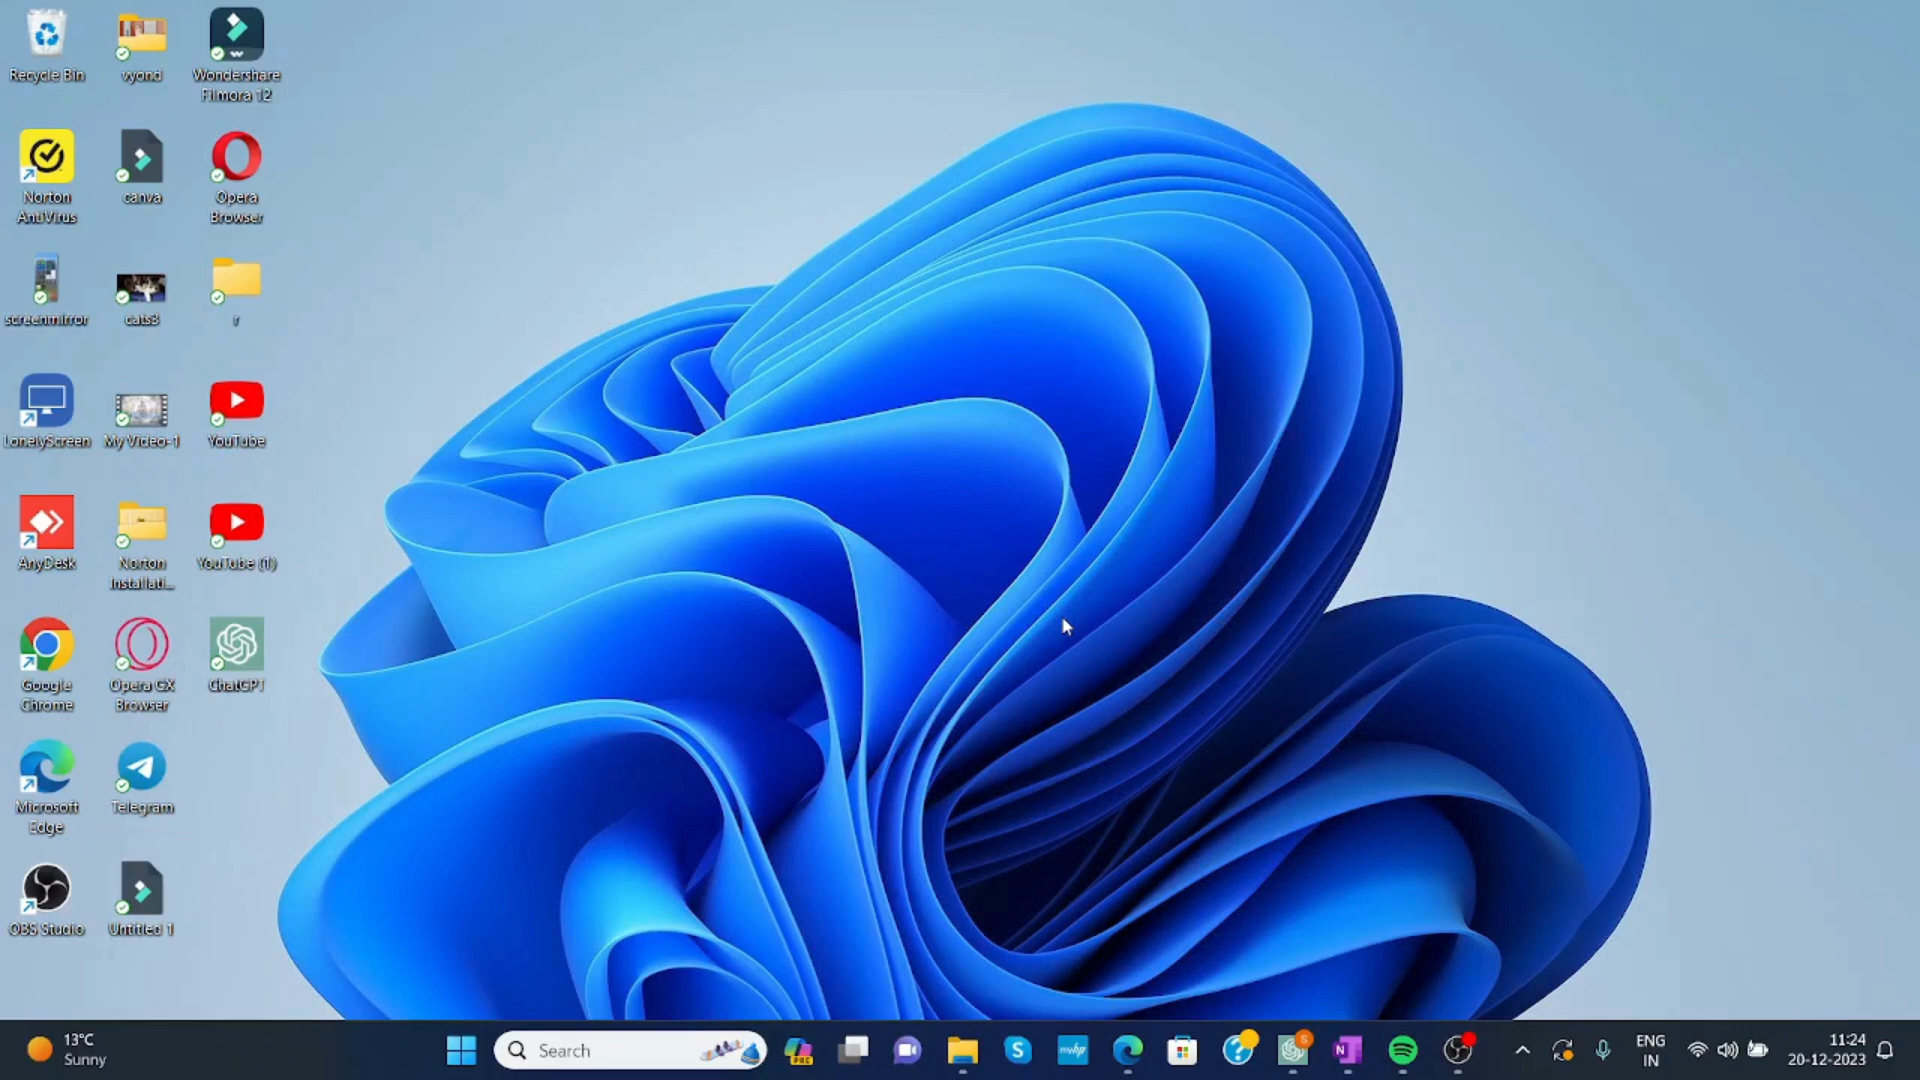 Recycle Bin
vyond
Wondershare
Filmora 12
Norton
AntiVirus
canva
Opera
Browser
screenmirror
cats3
r
LonelyScreen
My Video-1
YouTube
AnyDesk
Norton
Installati...
YouTube (1)
Google
Chrome
Opera GX
Browser
ChatGPT
Microsoft
Edge
Telegram
OBS Studio
Untitled 1
13°C
Sunny
Search
PRE
myhp
S
N
ENG
IN
11:24
20-12-2023